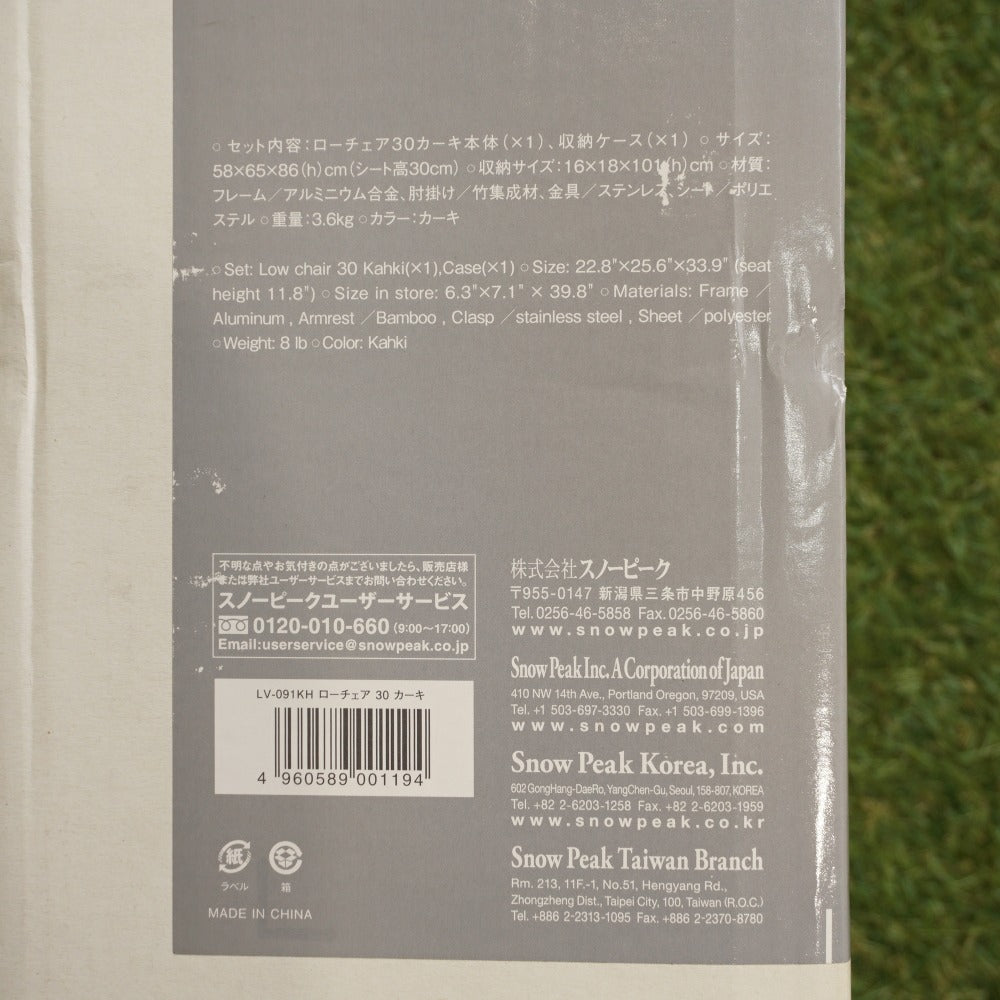 ○ セット内容：ローチェア30カーキ本体（×1）、収納ケース（×1） ○ サイズ：
58×65×86（h）cm（シート高30cm） ○ 収納サイズ：16×18×101（h）cm ○ 材質：
フレーム／アルミニウム合金、肘掛け／竹集成材、金具／ステンレス、シート／ポリエ
ステル ○ 重量：3.6kg ○ カラー：カーキ
○ Set: Low chair 30 Kahki(×1),Case(×1) ○ Size: 22.8"×25.6"×33.9" (seat
height 11.8") ○ Size in store: 6.3"×7.1" × 39.8" ○ Materials: Frame ／
Aluminum , Armrest ／Bamboo , Clasp ／stainless steel , Sheet ／polyester
○ Weight: 8 lb ○ Color: Kahki
不明な点やお気付きの点がございましたら、販売店様
または弊社ユーザーサービスまでお問い合わせください。
スノーピークユーザーサービス
0120-010-660（9:00～17:00）
Email:userservice@snowpeak.co.jp
LV-091KH ローチェア 30 カーキ
4 960589 001194
紙
ラベル
箱
MADE IN CHINA
株式会社スノーピーク
〒955-0147 新潟県三条市中野原456
Tel. 0256-46-5858 Fax. 0256-46-5860
www.snowpeak.co.jp
Snow Peak Inc. A Corporation of Japan
410 NW 14th Ave., Portland Oregon, 97209, USA
Tel. +1 503-697-3330 Fax. +1 503-699-1396
www.snowpeak.com
Snow Peak Korea, Inc.
602 GongHang-DaeRo, YangChen-Gu, Seoul, 158-807, KOREA
Tel. +82 2-6203-1258 Fax. +82 2-6203-1959
www.snowpeak.co.kr
Snow Peak Taiwan Branch
Rm. 213, 11F.-1, No.51, Hengyang Rd.,
Zhongzheng Dist., Taipei City, 100, Taiwan (R.O.C.)
Tel. +886 2-2313-1095 Fax. +886 2-2370-8780